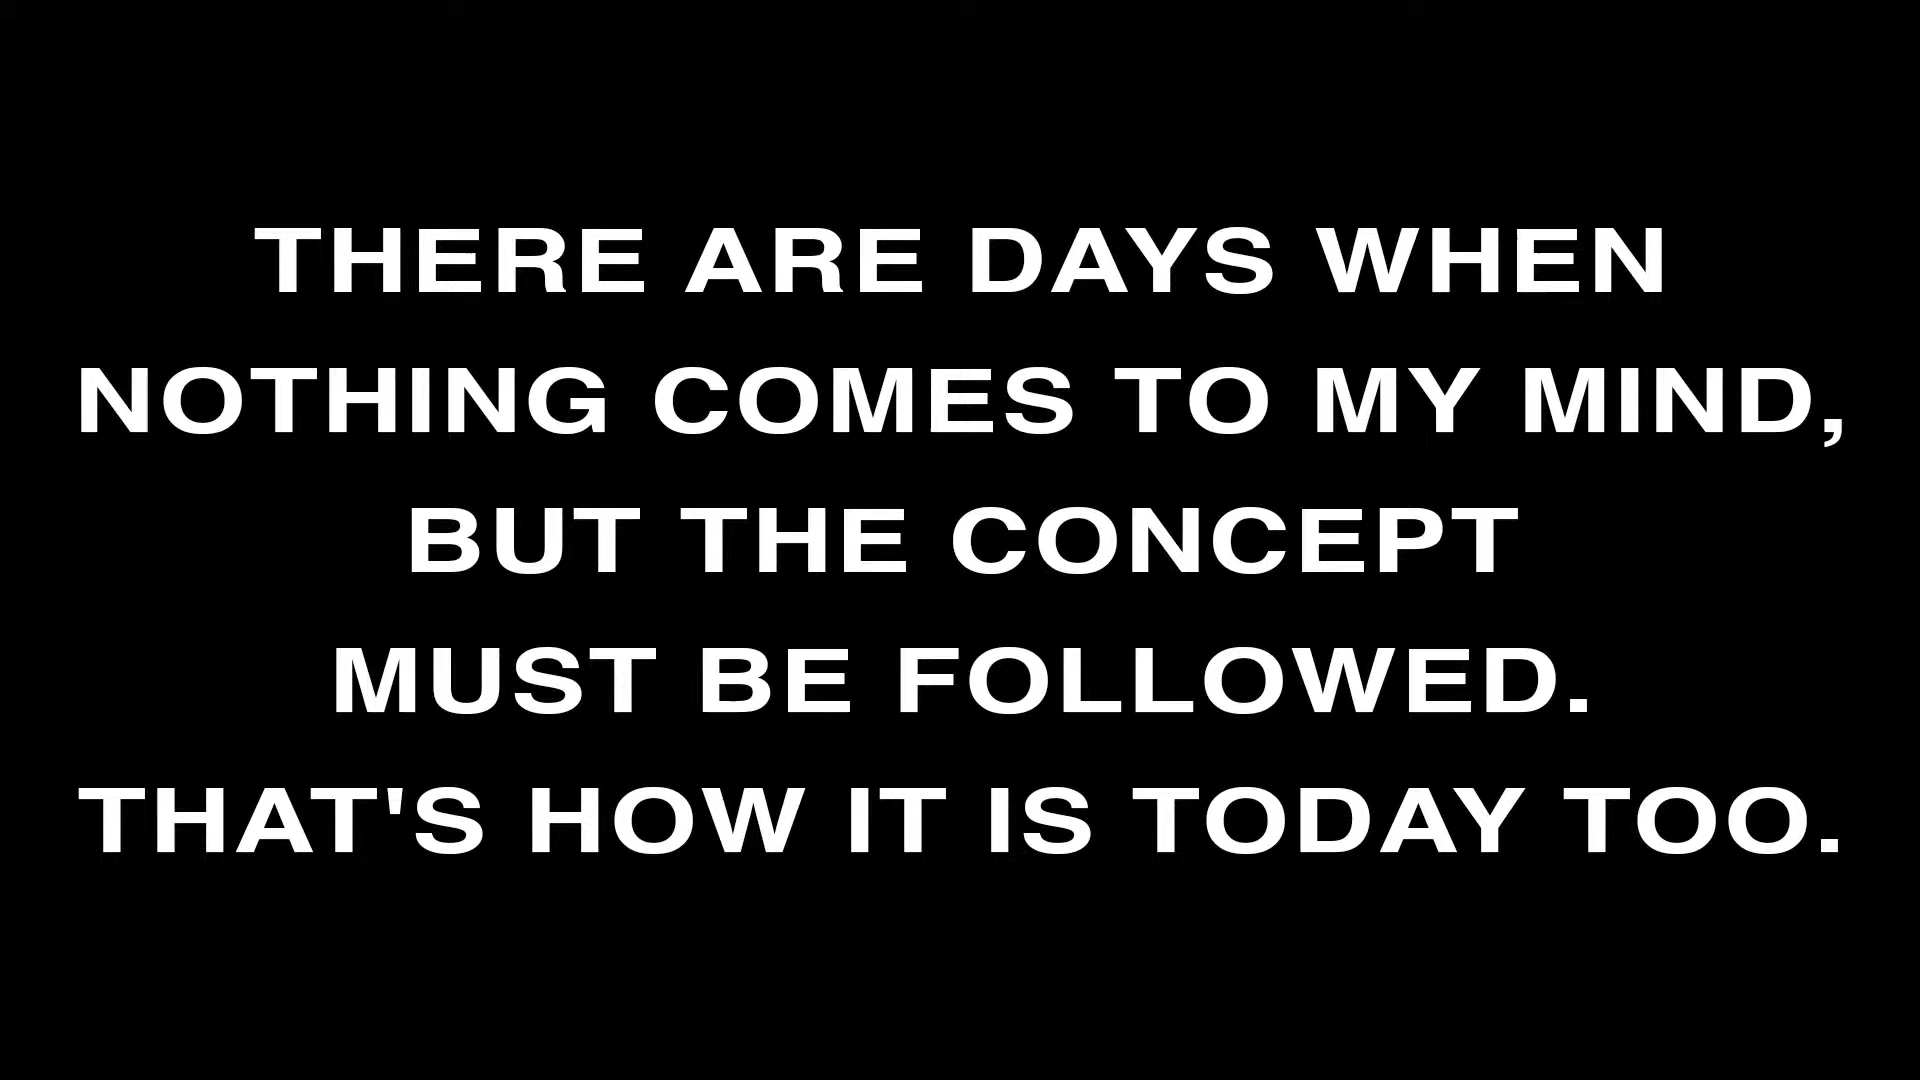 THERE ARE DAYS WHEN
NOTHING COMES TO MY MIND,
BUT THE CONCEPT
MUST BE FOLLOWED.
THAT'S HOW IT IS TODAY TOO.